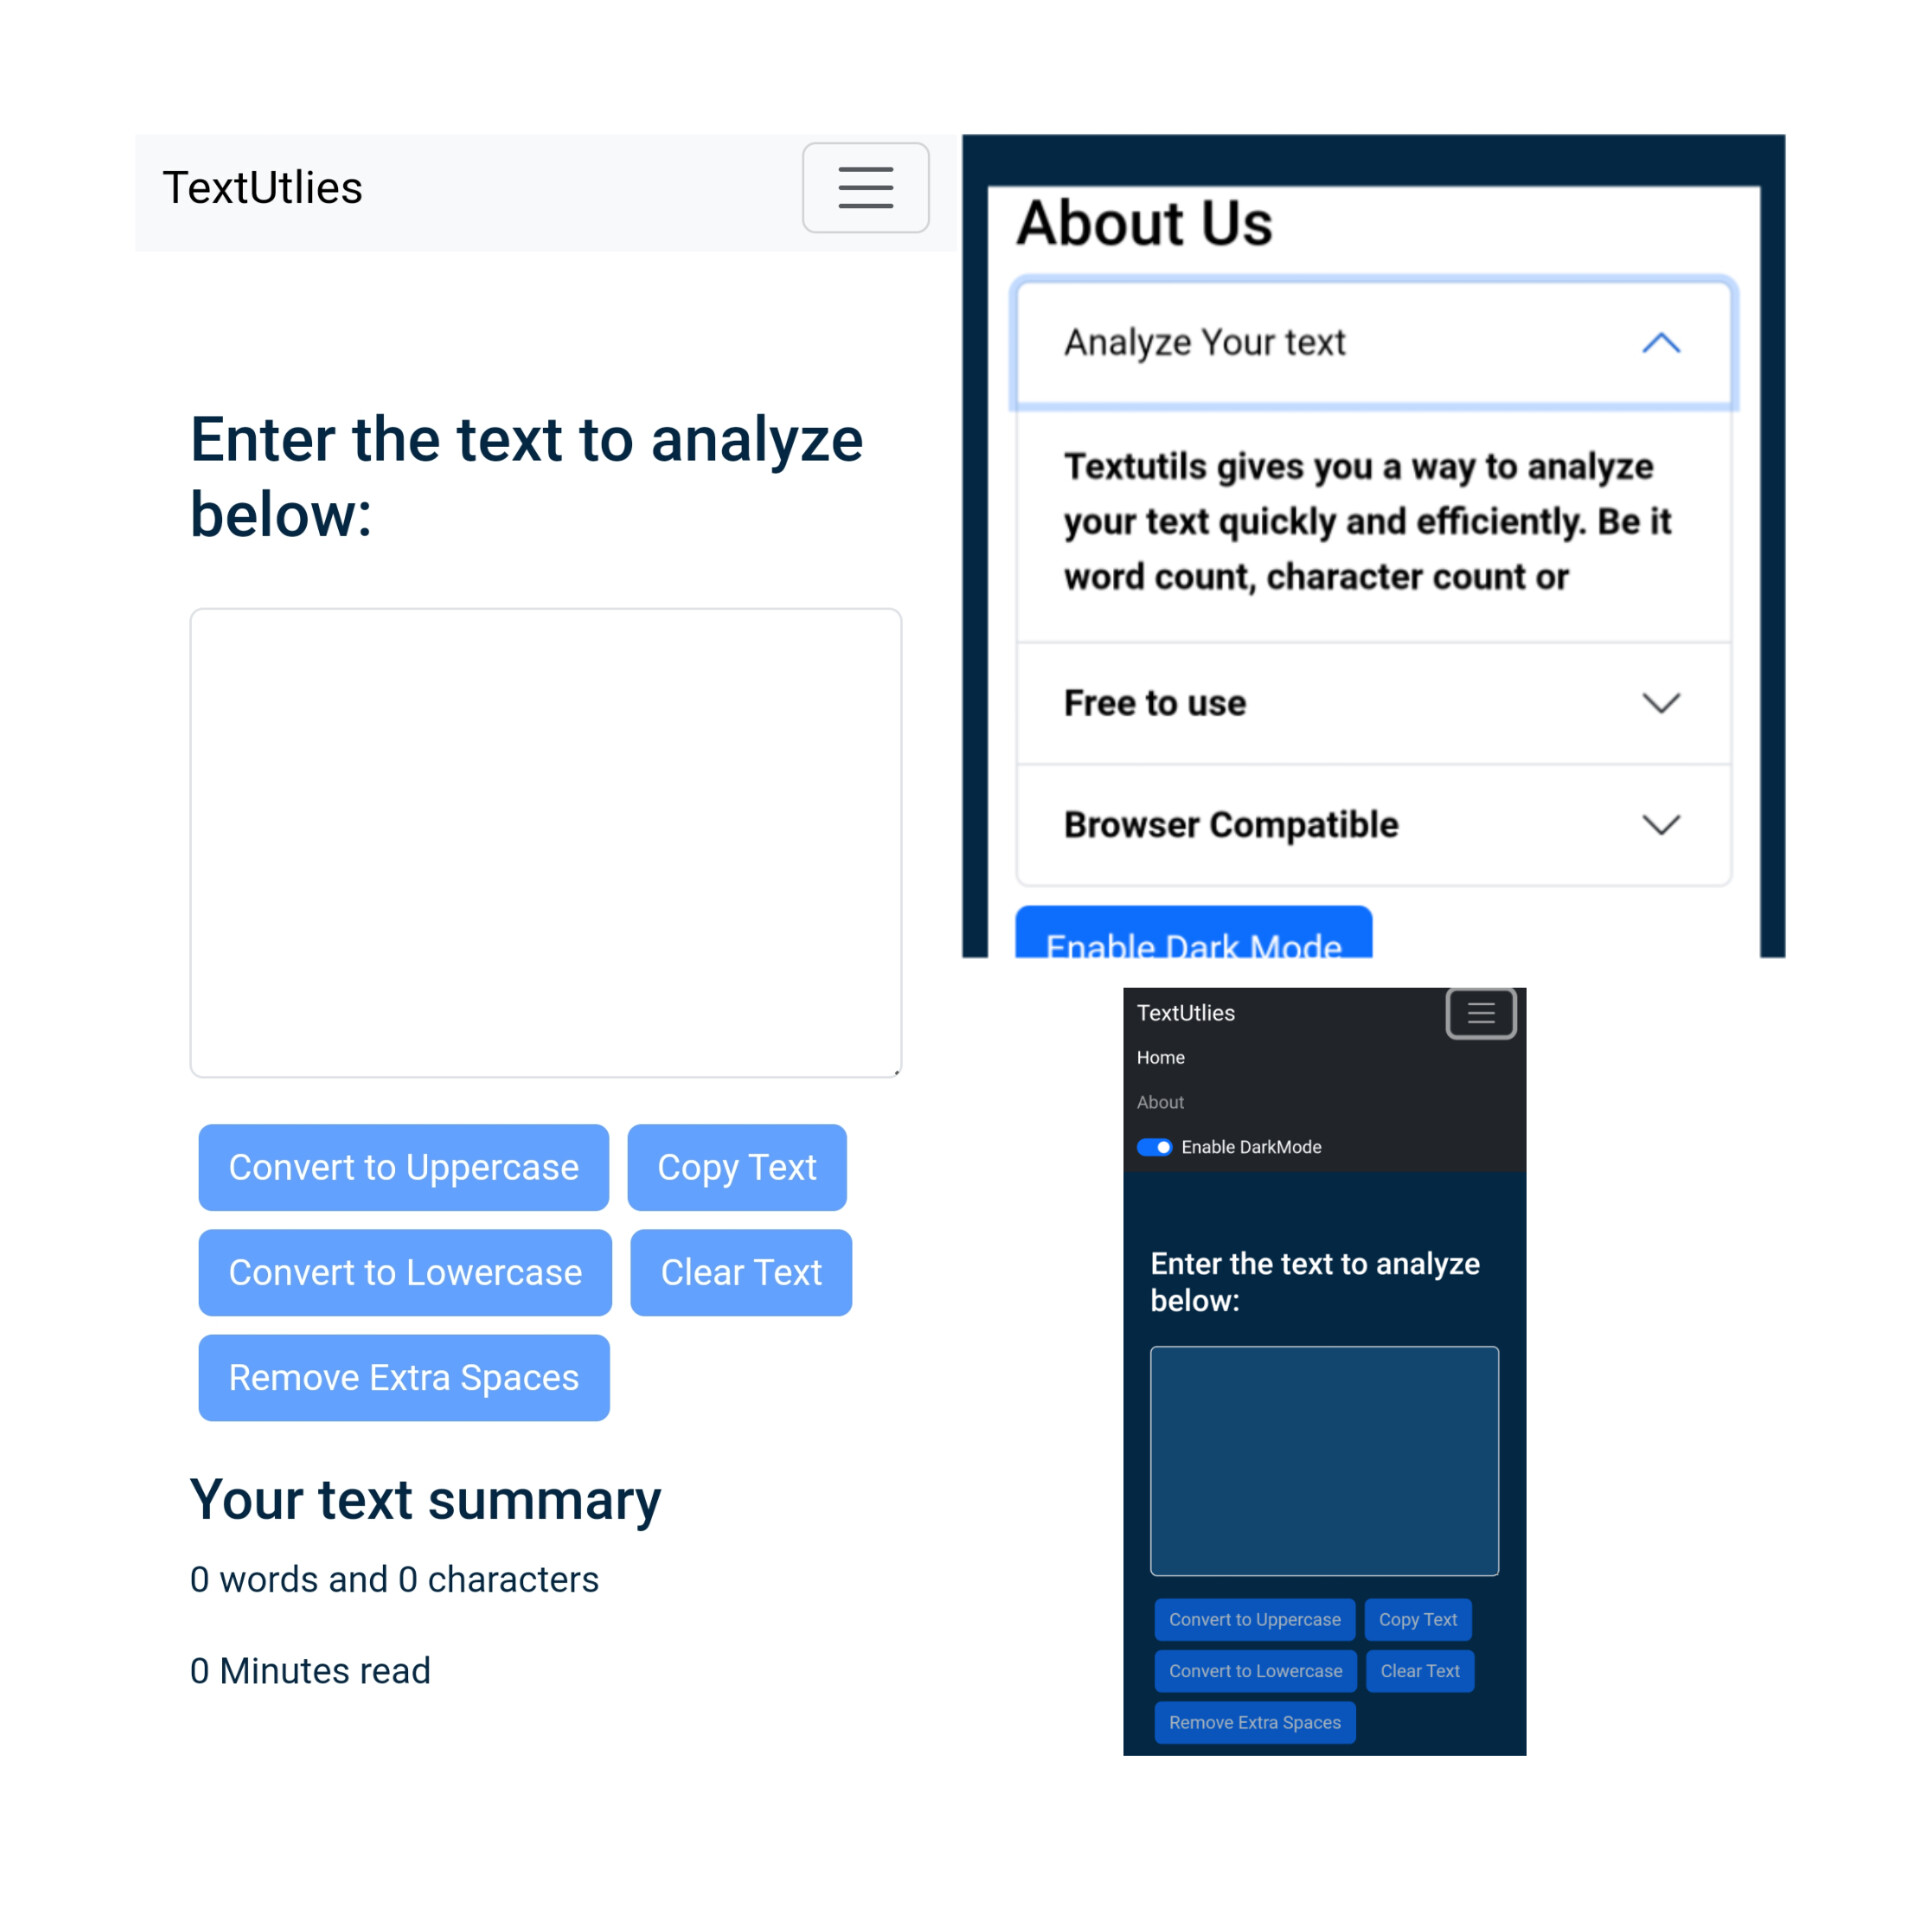 TextUtlies
Enter the text to analyze
below:
Convert to Uppercase
Copy Text
Convert to Lowercase
Clear Text
Remove Extra Spaces
Your text summary
0 words and 0 characters
0 Minutes read
About Us
Analyze Your text
Textutils gives you a way to analyze
your text quickly and efficiently. Be it
word count, character count or
Free to use
Browser Compatible
Enable Dark Mode
TextUtlies
Home
About
Enable DarkMode
Enter the text to analyze
below:
Convert to Uppercase
Copy Text
Convert to Lowercase
Clear Text
Remove Extra Spaces